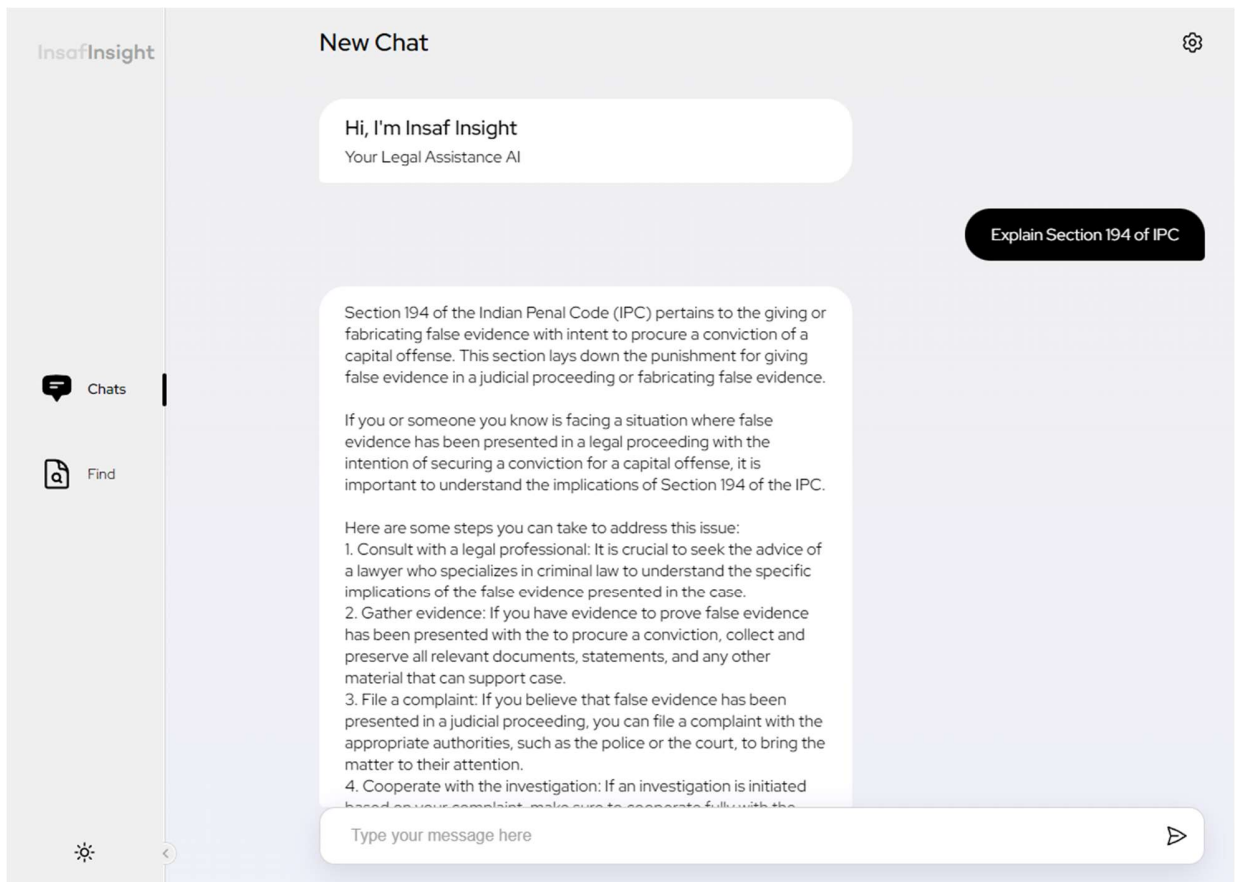 InsafInsight
New Chat
Hi, I'm Insaf Insight
Your Legal Assistance AI
Explain Section 194 of IPC
Section 194 of the Indian Penal Code (IPC) pertains to the giving or
fabricating false evidence with intent to procure a conviction of a
capital offense. This section lays down the punishment for giving
false evidence in a judicial proceeding or fabricating false evidence.
If you or someone you know is facing a situation where false
evidence has been presented in a legal proceeding with the
intention of securing a conviction for a capital offense, it is
important to understand the implications of Section 194 of the IPC.
Here are some steps you can take to address this issue:
1. Consult with a legal professional: It is crucial to seek the advice of
a lawyer who specializes in criminal law to understand the specific
implications of the false evidence presented in the case.
2. Gather evidence: If you have evidence to prove false evidence
has been presented with the to procure a conviction, collect and
preserve all relevant documents, statements, and any other
material that can support case.
3. File a complaint: If you believe that false evidence has been
presented in a judicial proceeding, you can file a complaint with the
appropriate authorities, such as the police or the court, to bring the
matter to their attention.
4. Cooperate with the investigation: If an investigation is initiated
based on your complaint, make sure to cooperate fully with the
Chats
Find
Type your message here